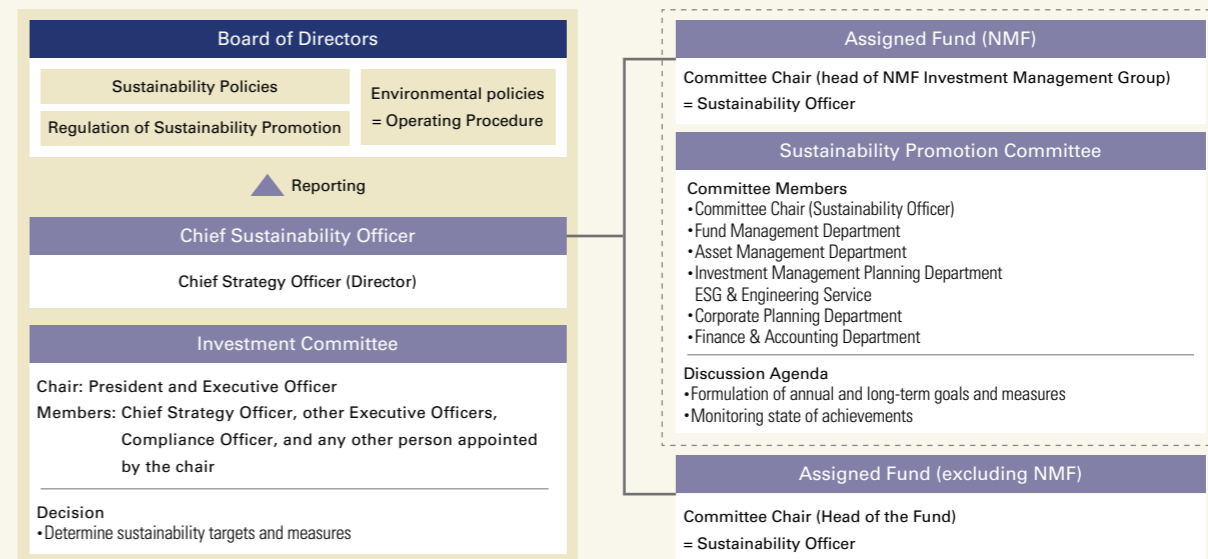 Board of Directors
Sustainability Policies
Regulation of Sustainability Promotion
Environmental policies
= Operating Procedure
Reporting
Chief Sustainability Officer
Chief Strategy Officer (Director)
Investment Committee
Chair: President and Executive Officer
Members: Chief Strategy Officer, other Executive Officers,
Compliance Officer, and any other person appointed
by the chair
Decision
•Determine sustainability targets and measures
Assigned Fund (NMF)
Committee Chair (head of NMF Investment Management Group)
= Sustainability Officer
Sustainability Promotion Committee
Committee Members
•Committee Chair (Sustainability Officer)
•Fund Management Department
•Asset Management Department
•Investment Management Planning Department
ESG & Engineering Service
•Corporate Planning Department
•Finance & Accounting Department
Discussion Agenda
•Formulation of annual and long-term goals and measures
•Monitoring state of achievements
Assigned Fund (excluding NMF)
Committee Chair (Head of the Fund)
= Sustainability Officer